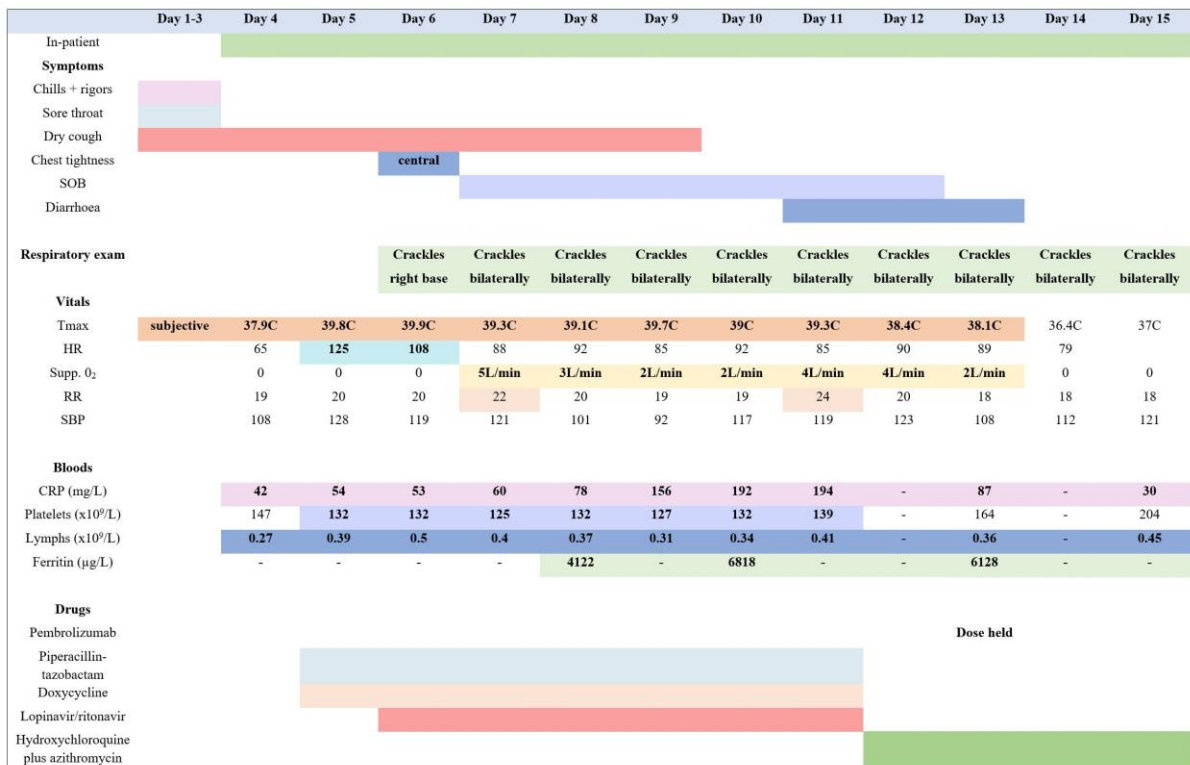 Day 1-3 Day 4 Day 5 Day 6 Day 7 Day 8 Day 9 Day 10 Day 11 Day 12 Day 13 Day 14 Day 15
In-patient
Symptoms
Chills + rigors
Sore throat
Dry cough
Chest tightness central
SOB
Diarrhoea
Respiratory exam Crackles Crackles Crackles Crackles Crackles Crackles Crackles Crackles Crackles Crackles
right base bilaterally bilaterally bilaterally bilaterally bilaterally bilaterally bilaterally bilaterally bilaterally
Vitals
Tmax subjective 37.9C 39.8C 39.9C 39.3C 39.1C 39.7C 39C 39.3C 38.4C 38.1C 36.4C 37C
HR 65 125 108 88 92 85 92 85 90 89 79
Supp. 0₂ 0 0 0 5L/min 3L/min 2L/min 2L/min 4L/min 4L/min 2L/min 0 0
RR 19 20 20 22 20 19 19 24 20 18 18 18
SBP 108 128 119 121 101 92 117 119 123 108 112 121
Bloods
CRP (mg/L) 42 54 53 60 78 156 192 194 - 87 - 30
Platelets (x10⁹/L) 147 132 132 125 132 127 132 139 - 164 - 204
Lymphs (x10⁹/L) 0.27 0.39 0.5 0.4 0.37 0.31 0.34 0.41 - 0.36 - 0.45
Ferritin (µg/L) - - - - 4122 - 6818 - - 6128 - -
Drugs
Pembrolizumab Dose held
Piperacillin-
tazobactam
Doxycycline
Lopinavir/ritonavir
Hydroxychloroquine
plus azithromycin